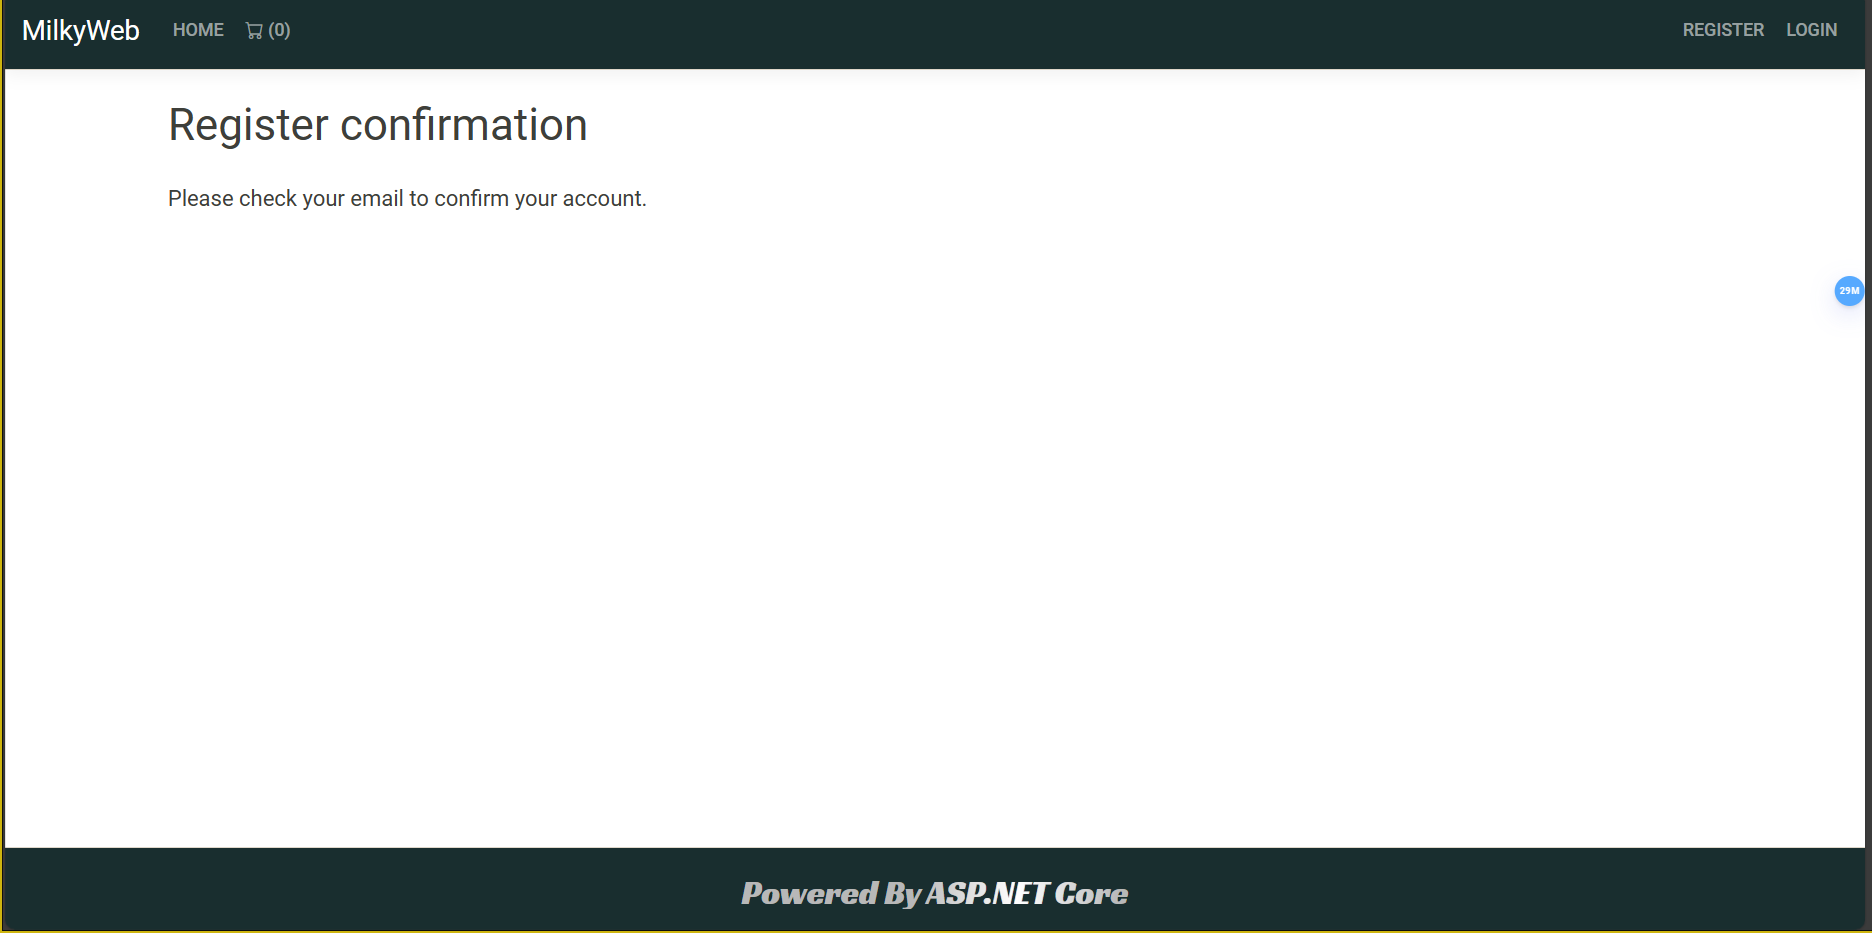 MilkyWeb HOME (0) REGISTER LOGIN
Register confirmation
Please check your email to confirm your account.
29M
Powered By ASP.NET Core